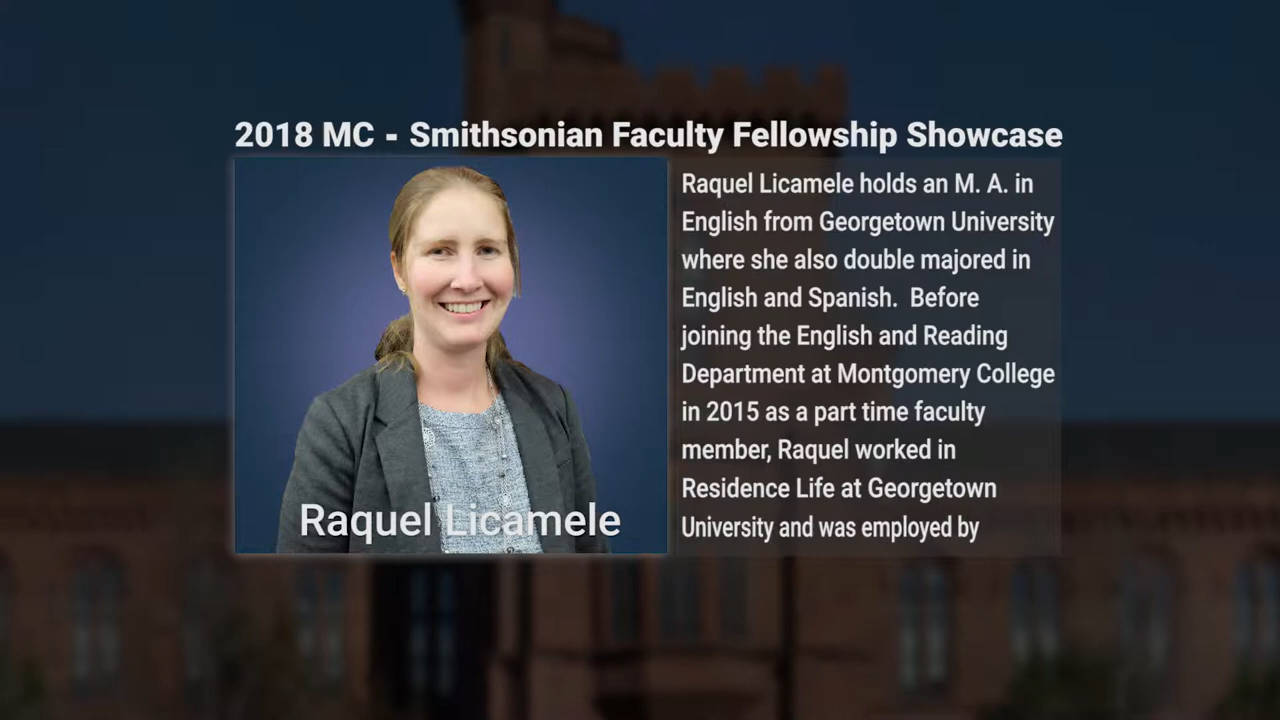 2018 MC - Smithsonian Faculty Fellowship Showcase
Raquel Licamele holds an M. A. in
English from Georgetown University
where she also double majored in
English and Spanish.  Before
joining the English and Reading
Department at Montgomery College
in 2015 as a part time faculty
member, Raquel worked in
Residence Life at Georgetown
University and was employed by
Raquel Licamele